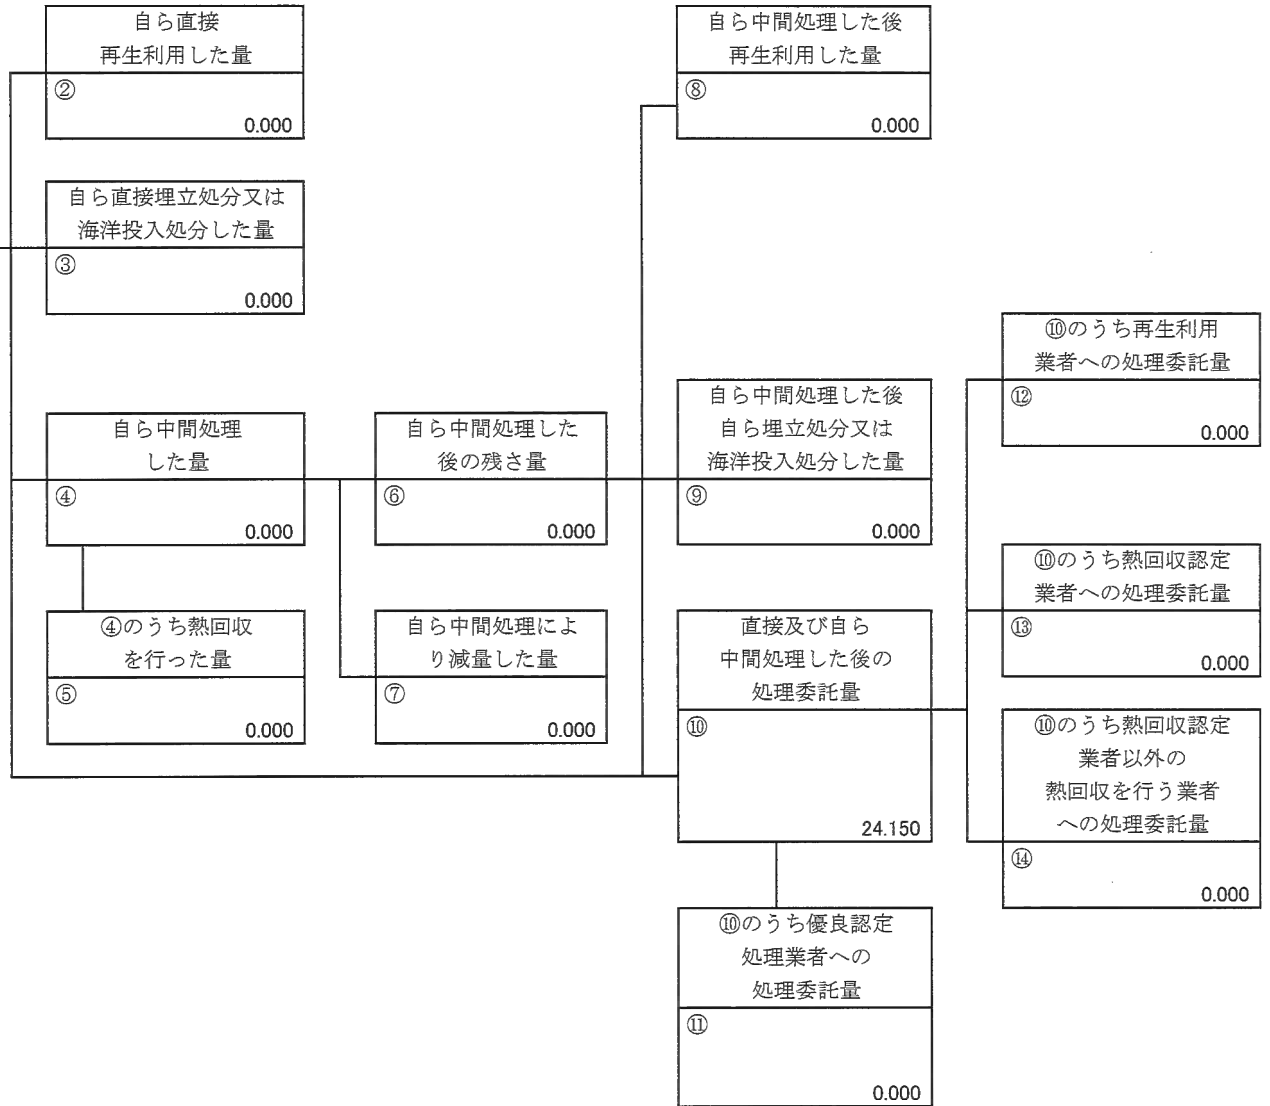 自ら直接
再生利用した量
②
0.000
自ら中間処理した後
再生利用した量
⑧
0.000
自ら直接埋立処分又は
海洋投入処分した量
③
0.000
⑩のうち再生利用
業者への処理委託量
⑫
0.000
自ら中間処理
した量
④
0.000
自ら中間処理した
後の残さ量
⑥
0.000
自ら中間処理した後
自ら埋立処分又は
海洋投入処分した量
⑨
0.000
⑩のうち熱回収認定
業者への処理委託量
⑬
0.000
④のうち熱回収
を行った量
⑤
0.000
自ら中間処理によ
り減量した量
⑦
0.000
直接及び自ら
中間処理した後の
処理委託量
⑩
24.150
⑩のうち熱回収認定
業者以外の
熱回収を行う業者
への処理委託量
⑭
0.000
⑩のうち優良認定
処理業者への
処理委託量
⑪
0.000